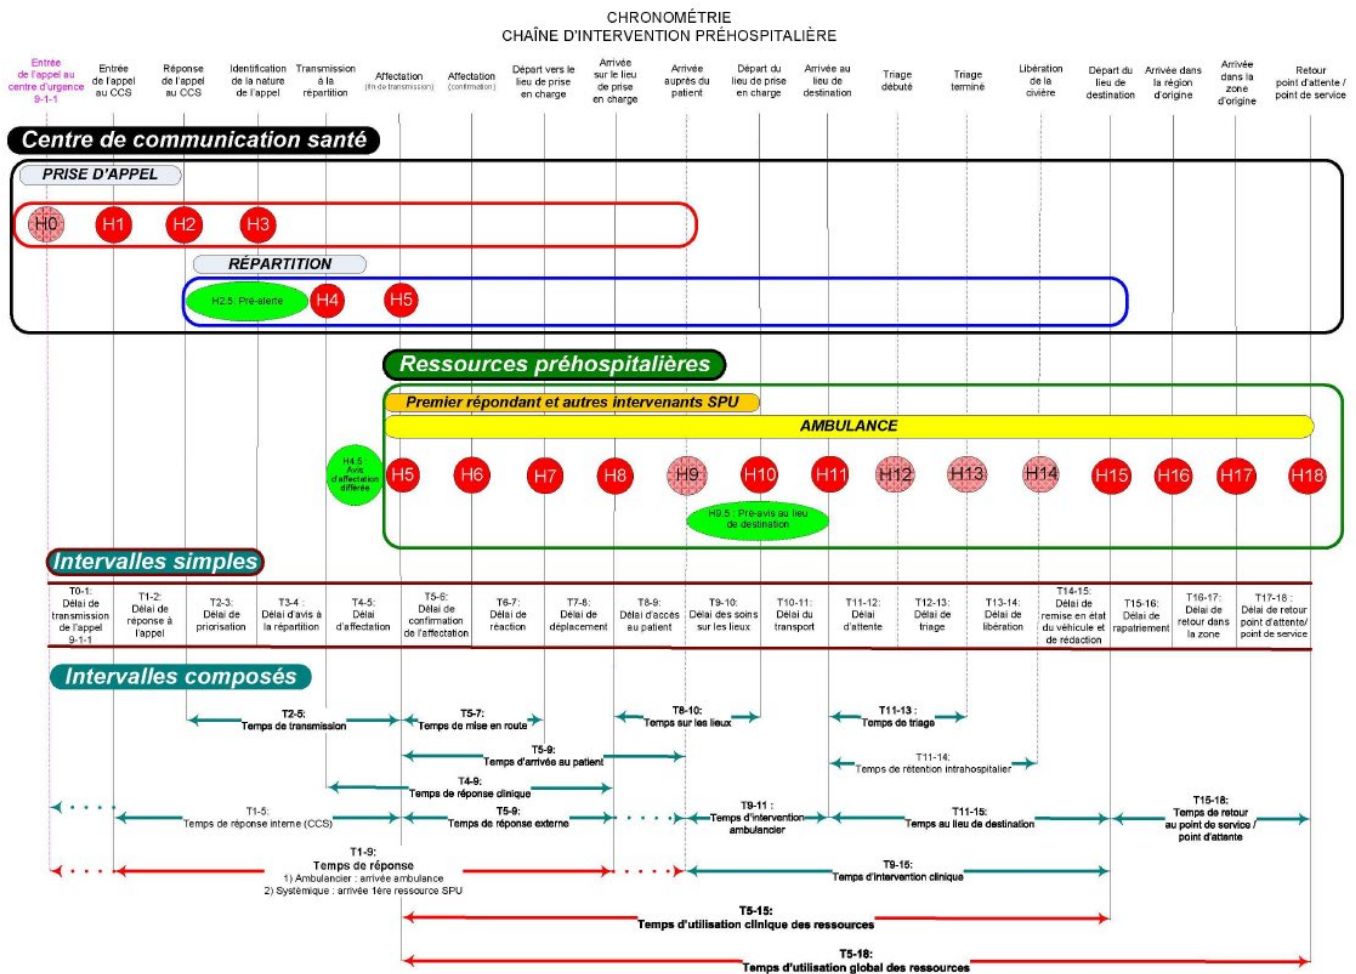 CHRONOMÉTRIE
CHAÎNE D'INTERVENTION PRÉHOSPITALIÈRE
Entrée
de l'appel au
centre d'urgence
9-1-1
Entrée
de l'appel
au CCS
Réponse
de l'appel
au CCS
Identification
de la nature
de l'appel
Transmission
à la
répartition
Affectation
(fin de transmission)
Affectation
(confirmation)
Départ vers le
lieu de prise
en charge
Arrivée
sur le lieu
de prise
en charge
Arrivée
auprès du
patient
Départ du
lieu de prise
en charge
Arrivée au
lieu de
destination
Triage
débuté
Triage
terminé
Libération
de la
civière
Départ du
lieu de
destination
Arrivée dans
la région
d'origine
Arrivée
dans la
zone
d'origine
Retour
point d'attente /
point de service
Centre de communication santé
PRISE D'APPEL
H0
H1
H2
H3
RÉPARTITION
H2.5: Pré-alerte
H4
H5
Ressources préhospitalières
Premier répondant et autres intervenants SPU
AMBULANCE
H4.5 :
Avis
d'affectation
différée
H5
H6
H7
H8
H9
H10
H11
H12
H13
H14
H15
H16
H17
H18
H9.5 : Pré-avis au lieu
de destination
Intervalles simples
T0-1:
Délai de
transmission
de l'appel
9-1-1
T1-2:
Délai de
réponse à
l'appel
T2-3:
Délai de
priorisation
T3-4 :
Délai d'avis à
la répartition
T4-5:
Délai
d'affectation
T5-6:
Délai de
confirmation
de l'affectation
T6-7:
Délai de
réaction
T7-8:
Délai de
déplacement
T8-9:
Délai d'accès
au patient
T9-10:
Délai des soins
sur les lieux
T10-11:
Délai du
transport
T11-12:
Délai
d'attente
T12-13:
Délai de
triage
T13-14:
Délai de
libération
T14-15:
Délai de
remise en état
du véhicule et
de rédaction
T15-16:
Délai de
rapatriement
T16-17:
Délai de
retour dans
la zone
T17-18 :
Délai de retour
point d'attente/
point de service
Intervalles composés
T2-5:
Temps de transmission
T5-7:
Temps de mise en route
T8-10:
Temps sur les lieux
T11-13 :
Temps de triage
T5-9:
Temps d'arrivée au patient
T11-14:
Temps de rétention intrahospitalier
T4-9:
Temps de réponse clinique
T1-5:
Temps de réponse interne (CCS)
T5-9:
Temps de réponse externe
T9-11 :
Temps d'intervention
ambulancier
T11-15:
Temps au lieu de destination
T15-18:
Temps de retour
au point de service /
point d'attente
T1-9:
Temps de réponse
1) Ambulancier : arrivée ambulance
2) Systémique : arrivée 1ère ressource SPU
T9-15:
Temps d'intervention clinique
T5-15:
Temps d'utilisation clinique des ressources
T5-18:
Temps d'utilisation global des ressources